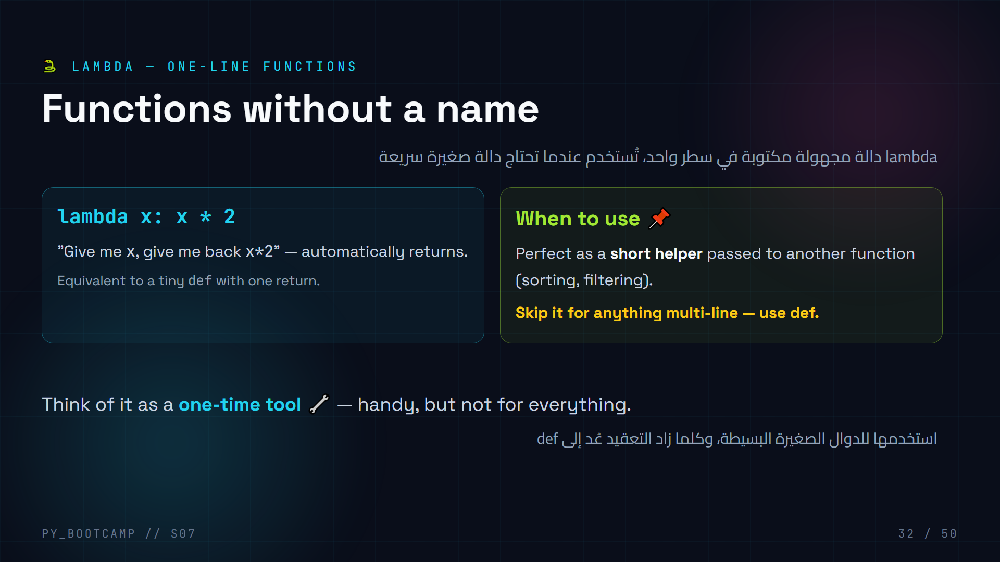 🐍 LAMBDA — ONE-LINE FUNCTIONS
Functions without a name
lambda دالة مجهولة مكتوبة في سطر واحد، تُستخدم عندما تحتاج دالة صغيرة سريعة
lambda x: x * 2
”Give me x, give me back x*2” — automatically returns.
Equivalent to a tiny def with one return.
When to use 📌
Perfect as a short helper passed to another function
(sorting, filtering).
Skip it for anything multi-line — use def.
Think of it as a one-time tool 🔧 — handy, but not for everything.
استخدمها للدوال الصغيرة البسيطة، وكلما زاد التعقيد عُد إلى def
PY_BOOTCAMP // S07
32 / 50